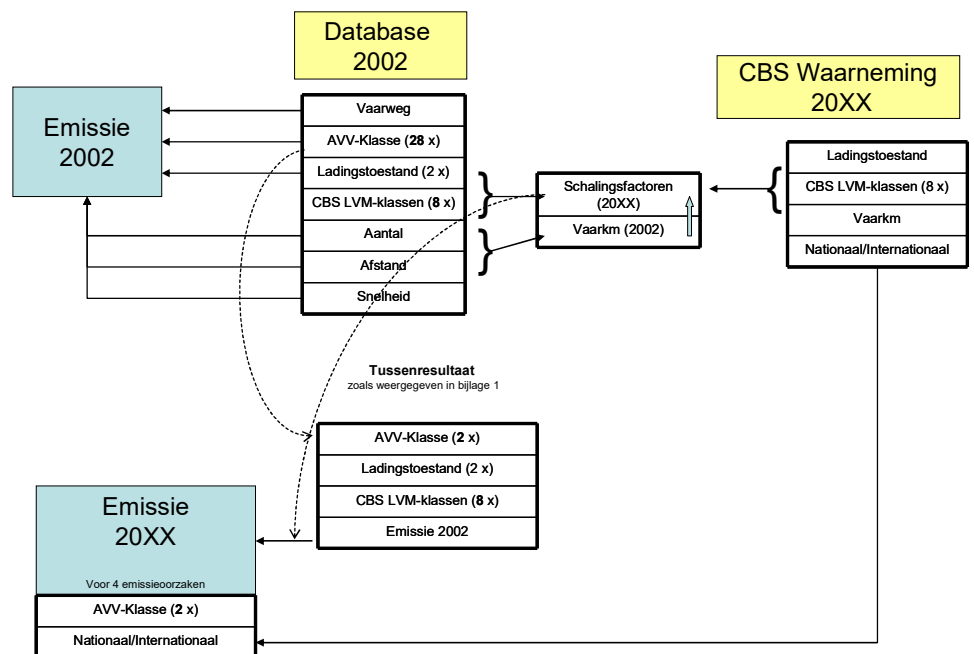 Database
2002
CBS Waarneming
20XX
Emissie
2002
Vaarweg
AVV-Klasse (28 x)
Ladingstoestand (2 x)
CBS LVM-klassen (8 x)
Aantal
Afstand
Snelheid
Schalingsfactoren
(20XX)
Vaarkm (2002)
Ladingstoestand
CBS LVM-klassen (8 x)
Vaarkm
Nationaal/Internationaal
Tussenresultaat
zoals weergegeven in bijlage 1
AVV-Klasse (2 x)
Ladingstoestand (2 x)
CBS LVM-klassen (8 x)
Emissie 2002
Emissie
20XX
Voor 4 emissieoorzaken
AVV-Klasse (2 x)
Nationaal/Internationaal